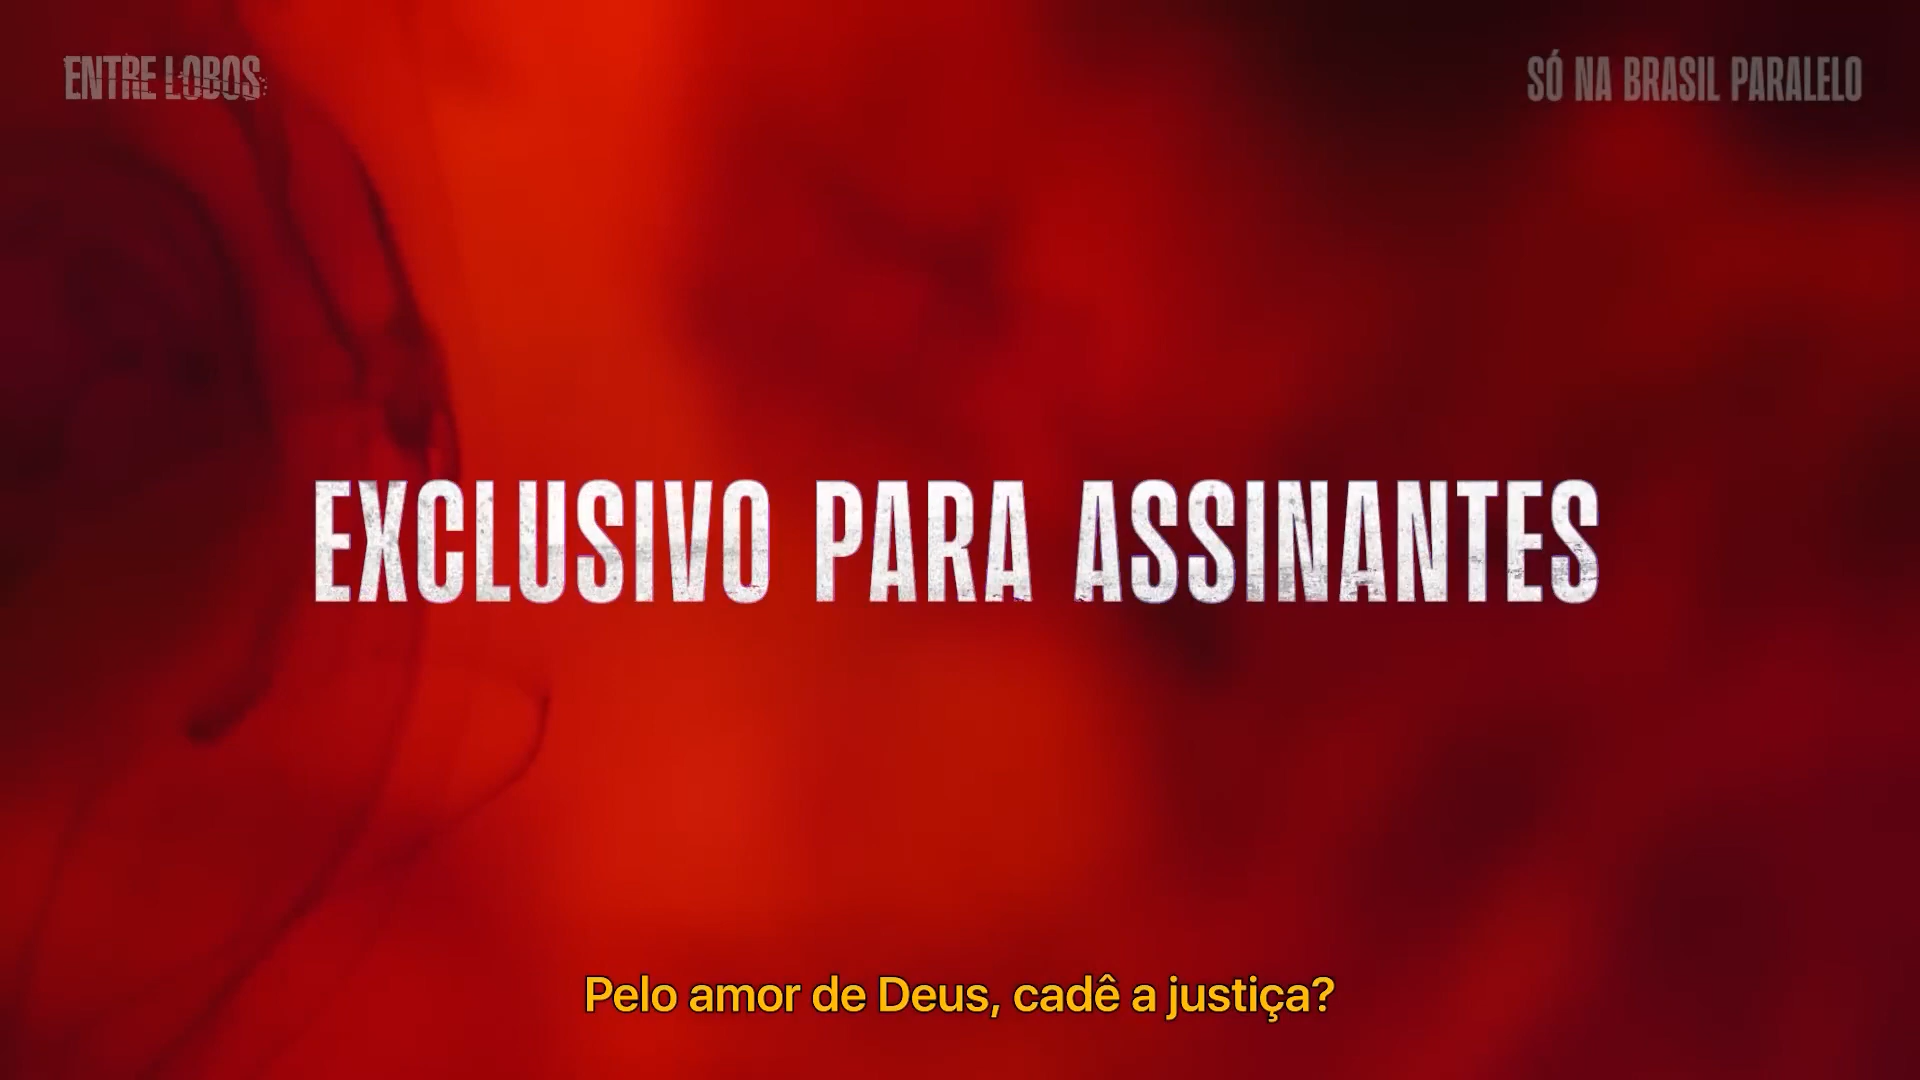 ENTRE LOBOS
SÓ NA BRASIL PARALELO
EXCLUSIVO PARA ASSINANTES
Pelo amor de Deus, cadê a justiça?